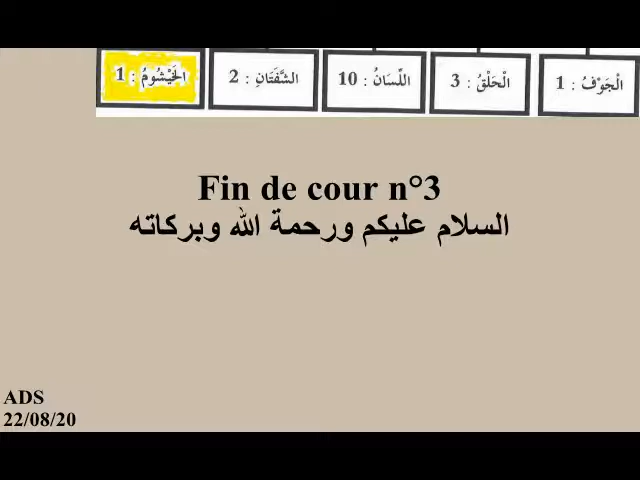 الْجَوْفُ : 1
الْحَلْقُ : 3
اللِّسَانُ : 10
الشَّفَتَانِ : 2
الْخَيْشُومُ : 1
Fin de cour n°3
السلام عليكم ورحمة الله وبركاته
ADS
22/08/20